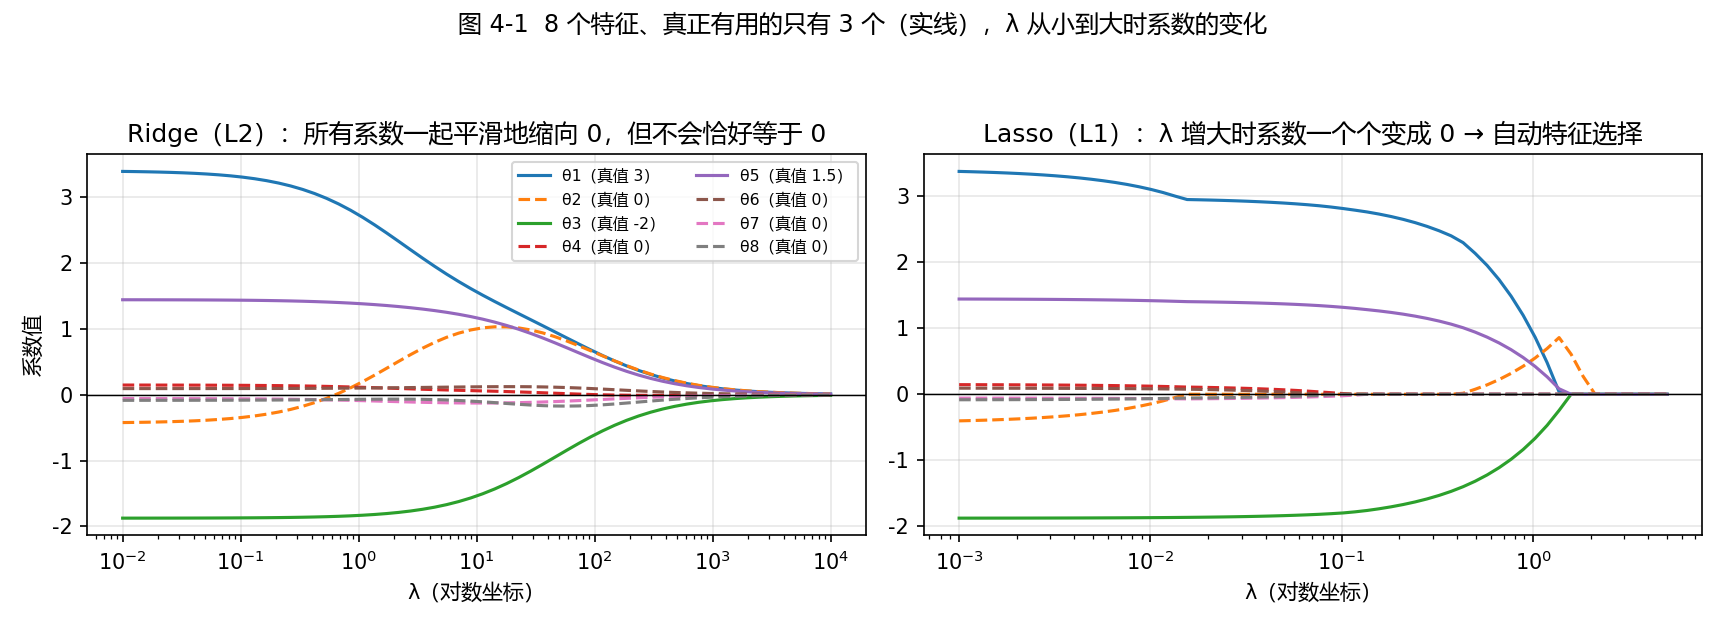 图 4-1  8 个特征、真正有用的只有 3 个（实线），λ 从小到大时系数的变化
Ridge（L2）：所有系数一起平滑地缩向 0，但不会恰好等于 0
θ1（真值 3）
θ2（真值 0）
θ3（真值 -2）
θ4（真值 0）
θ5（真值 1.5）
θ6（真值 0）
θ7（真值 0）
θ8（真值 0）
系数值
3
2
1
0
-1
-2
10⁻² 10⁻¹ 10⁰ 10¹ 10² 10³ 10⁴
λ（对数坐标）
Lasso（L1）：λ 增大时系数一个个变成 0 → 自动特征选择
3
2
1
0
-1
-2
10⁻³ 10⁻² 10⁻¹ 10⁰
λ（对数坐标）